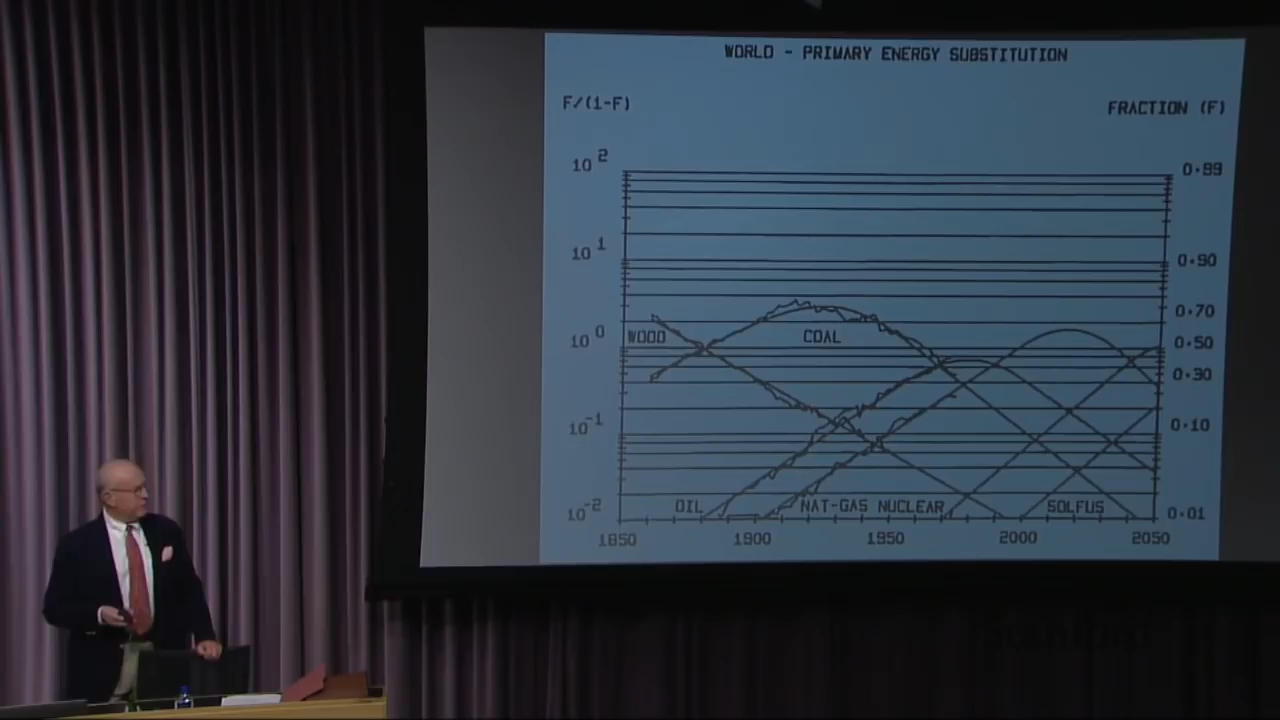 WORLD - PRIMARY ENERGY SUBSTITUTION
F/(1-F)
FRACTION (F)
10 2
0.99
10 1
0.90
0.70
10 0
WOOD
COAL
0.50
0.30
10 -1
0.10
10 -2
OIL
NAT-GAS NUCLEAR
SOLFUS
0.01
1850
1900
1950
2000
2050